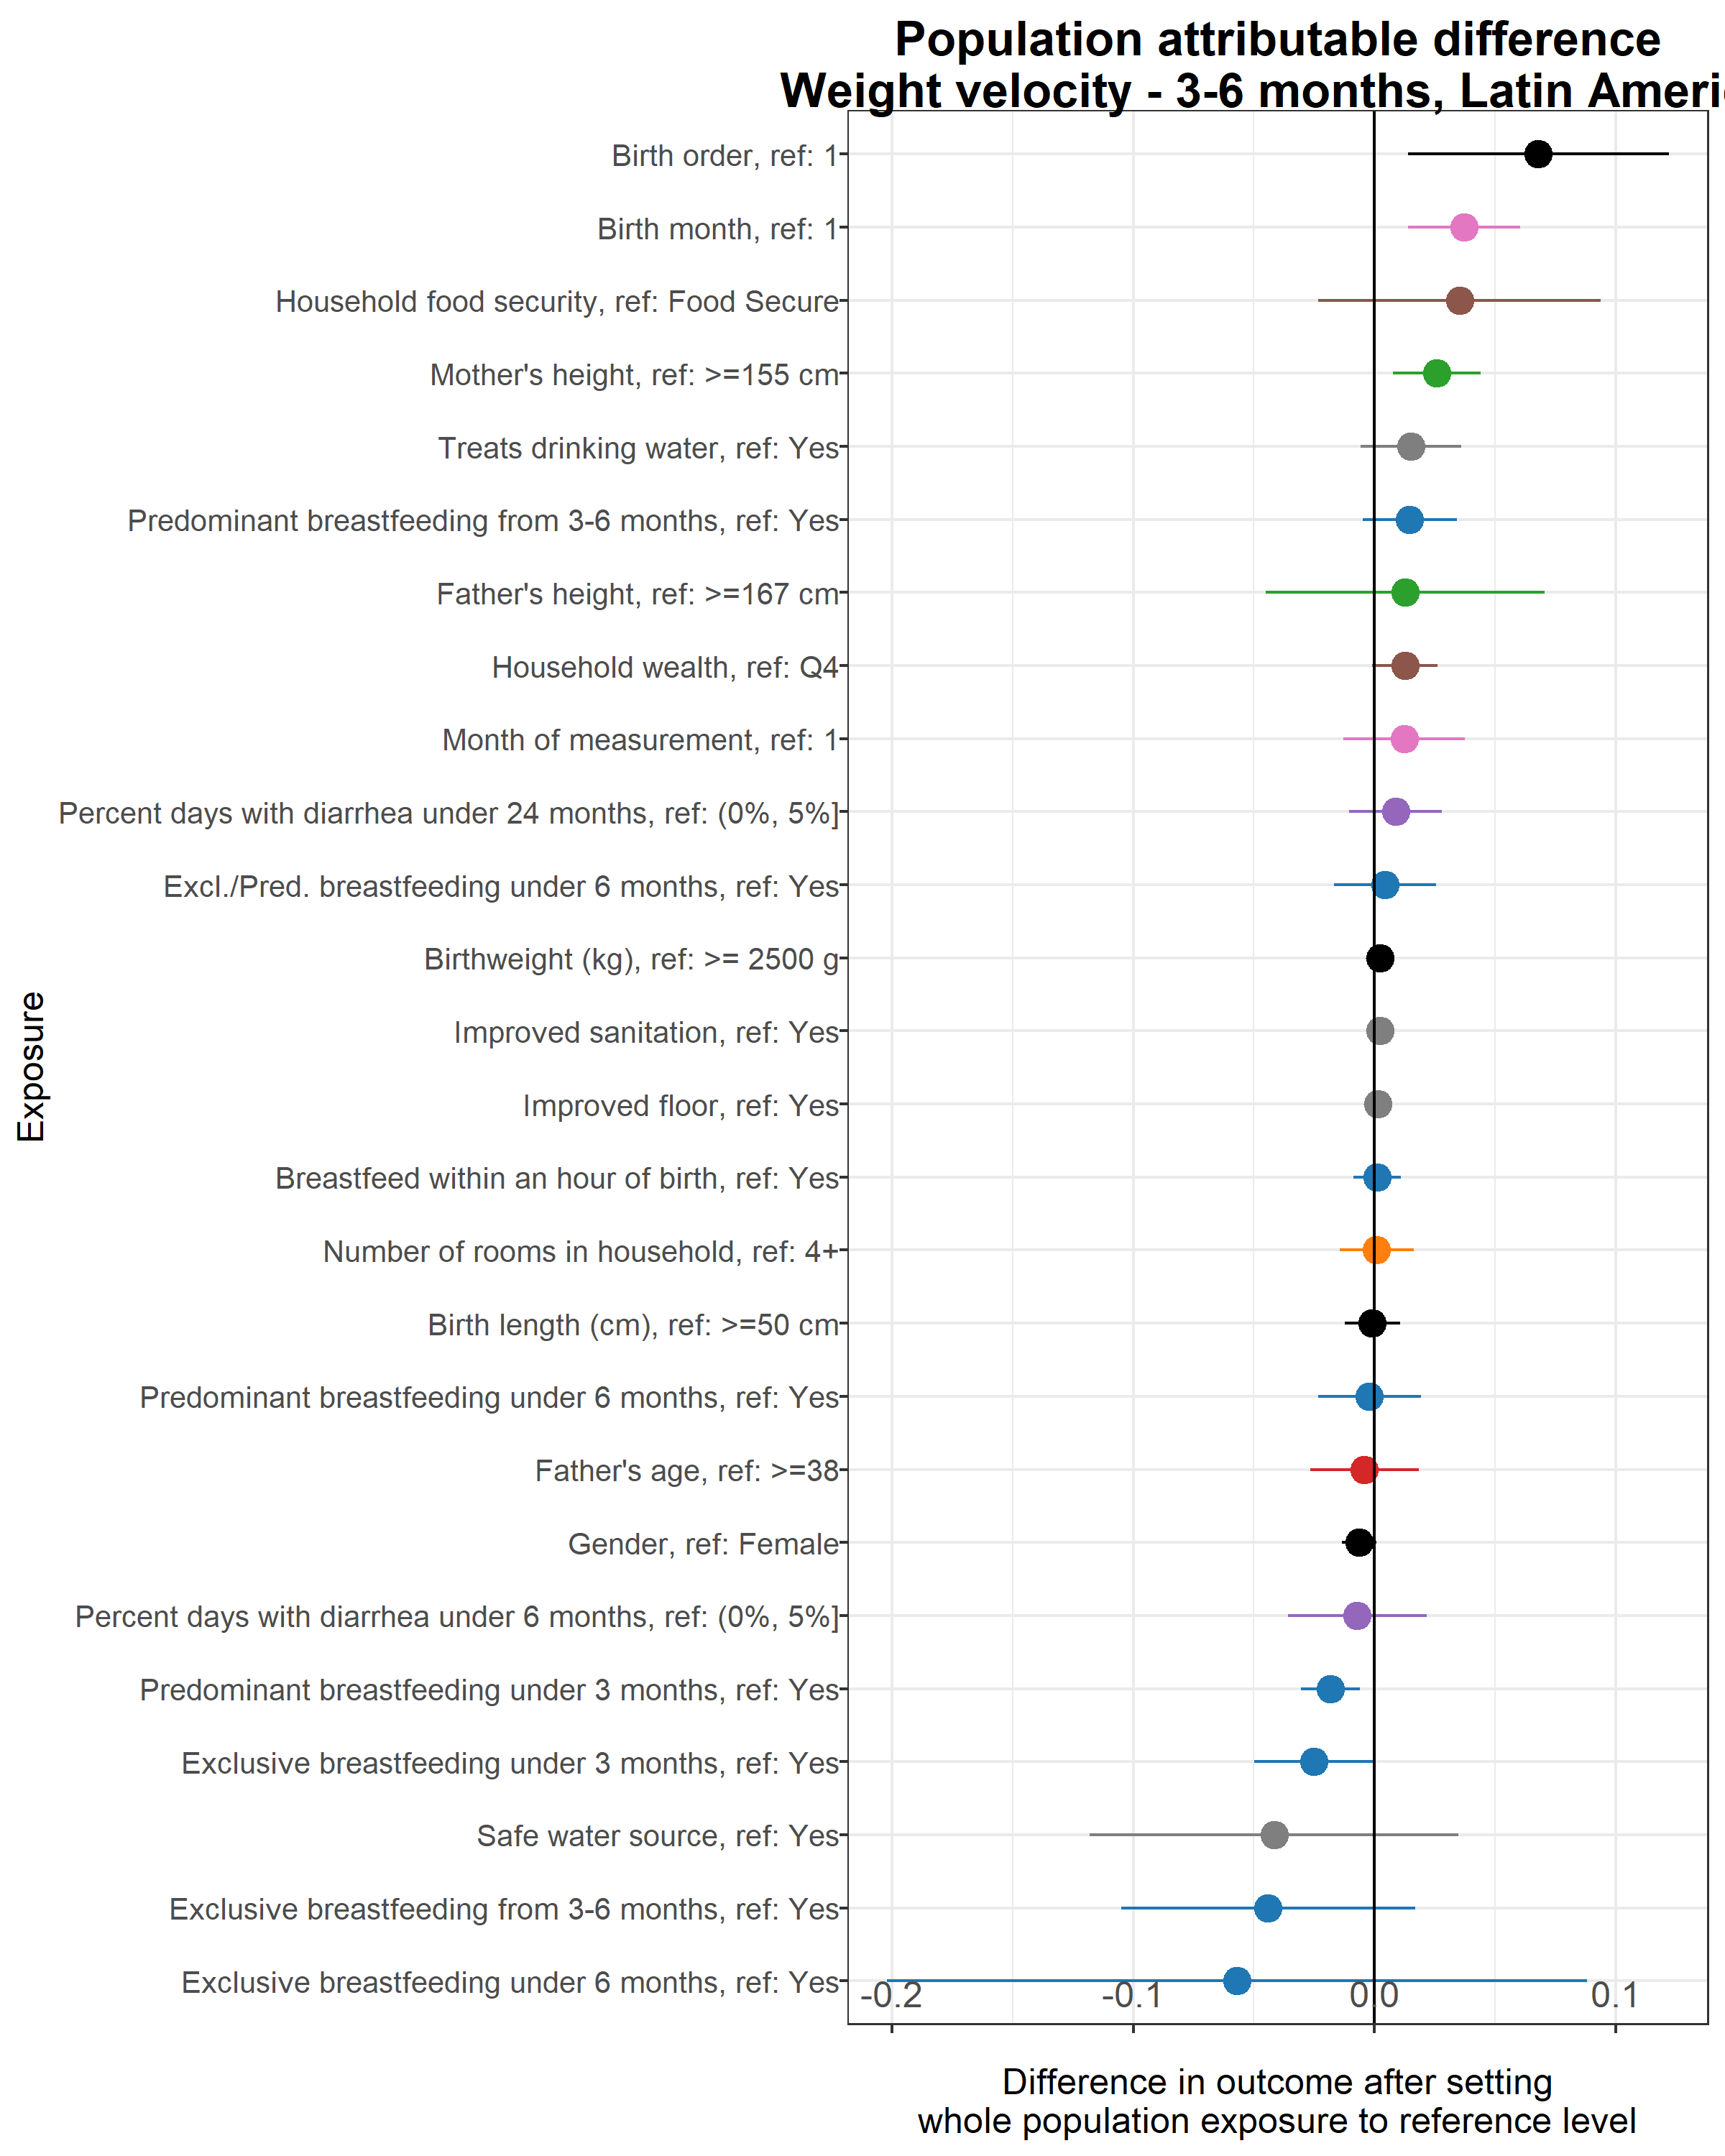 Population attributable difference
Weight velocity - 3-6 months, Latin Ameri
Birth order, ref: 1
Birth month, ref: 1
Household food security, ref: Food Secure
Mother's height, ref: >=155 cm
Treats drinking water, ref: Yes
Predominant breastfeeding from 3-6 months, ref: Yes
Father's height, ref: >=167 cm
Household wealth, ref: Q4
Month of measurement, ref: 1
Percent days with diarrhea under 24 months, ref: (0%, 5%]
Excl./Pred. breastfeeding under 6 months, ref: Yes
Birthweight (kg), ref: >= 2500 g
Improved sanitation, ref: Yes
Improved floor, ref: Yes
Breastfeed within an hour of birth, ref: Yes
Number of rooms in household, ref: 4+
Birth length (cm), ref: >=50 cm
Predominant breastfeeding under 6 months, ref: Yes
Father's age, ref: >=38
Gender, ref: Female
Percent days with diarrhea under 6 months, ref: (0%, 5%]
Predominant breastfeeding under 3 months, ref: Yes
Exclusive breastfeeding under 3 months, ref: Yes
Safe water source, ref: Yes
Exclusive breastfeeding from 3-6 months, ref: Yes
Exclusive breastfeeding under 6 months, ref: Yes
Exposure
-0.2 -0.1 0.0 0.1
Difference in outcome after setting
whole population exposure to reference level